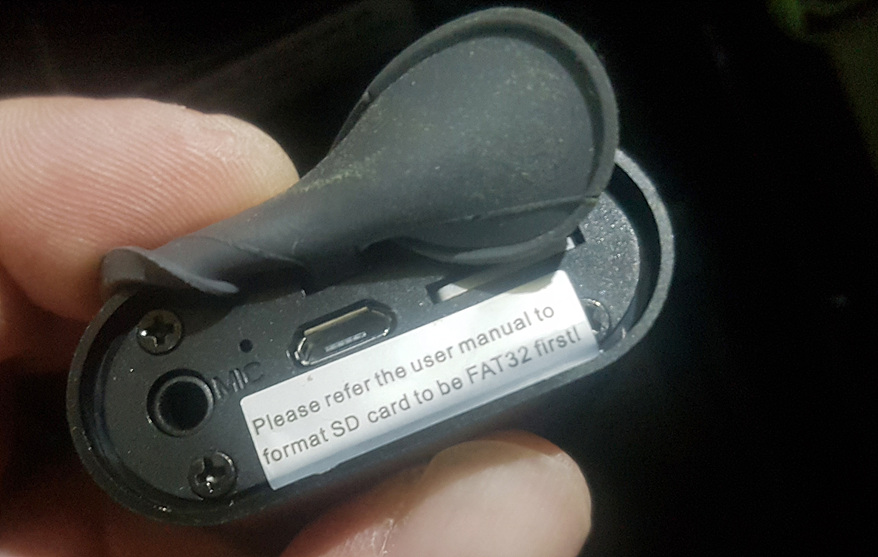 MIC
Please refer the user manual to
format SD card to be FAT32 first!